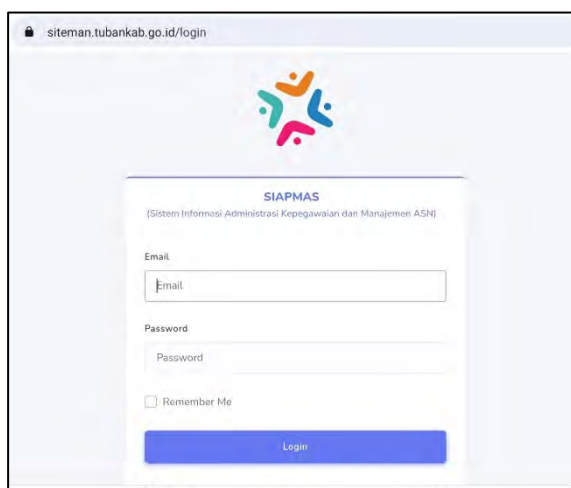 siteman.tubankab.go.id/login
SIAPMAS
(Sistem Informasi Administrasi Kepegawaian dan Manajemen ASN)
Email
Email
Password
Password
Remember Me
Login